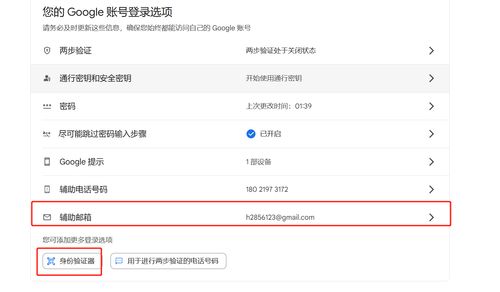 您的 Google 账号登录选项
请务必及时更新这些信息，确保您始终都能访问自己的 Google 账号
两步验证 两步验证处于关闭状态
通行密钥和安全密钥 开始使用通行密钥
密码 上次更改时间：01:39
尽可能跳过密码输入步骤 已开启
Google 提示 1 部设备
辅助电话号码 180 2197 3172
辅助邮箱 h2856123@gmail.com
您可添加更多登录选项
身份验证器 用于进行两步验证的电话号码